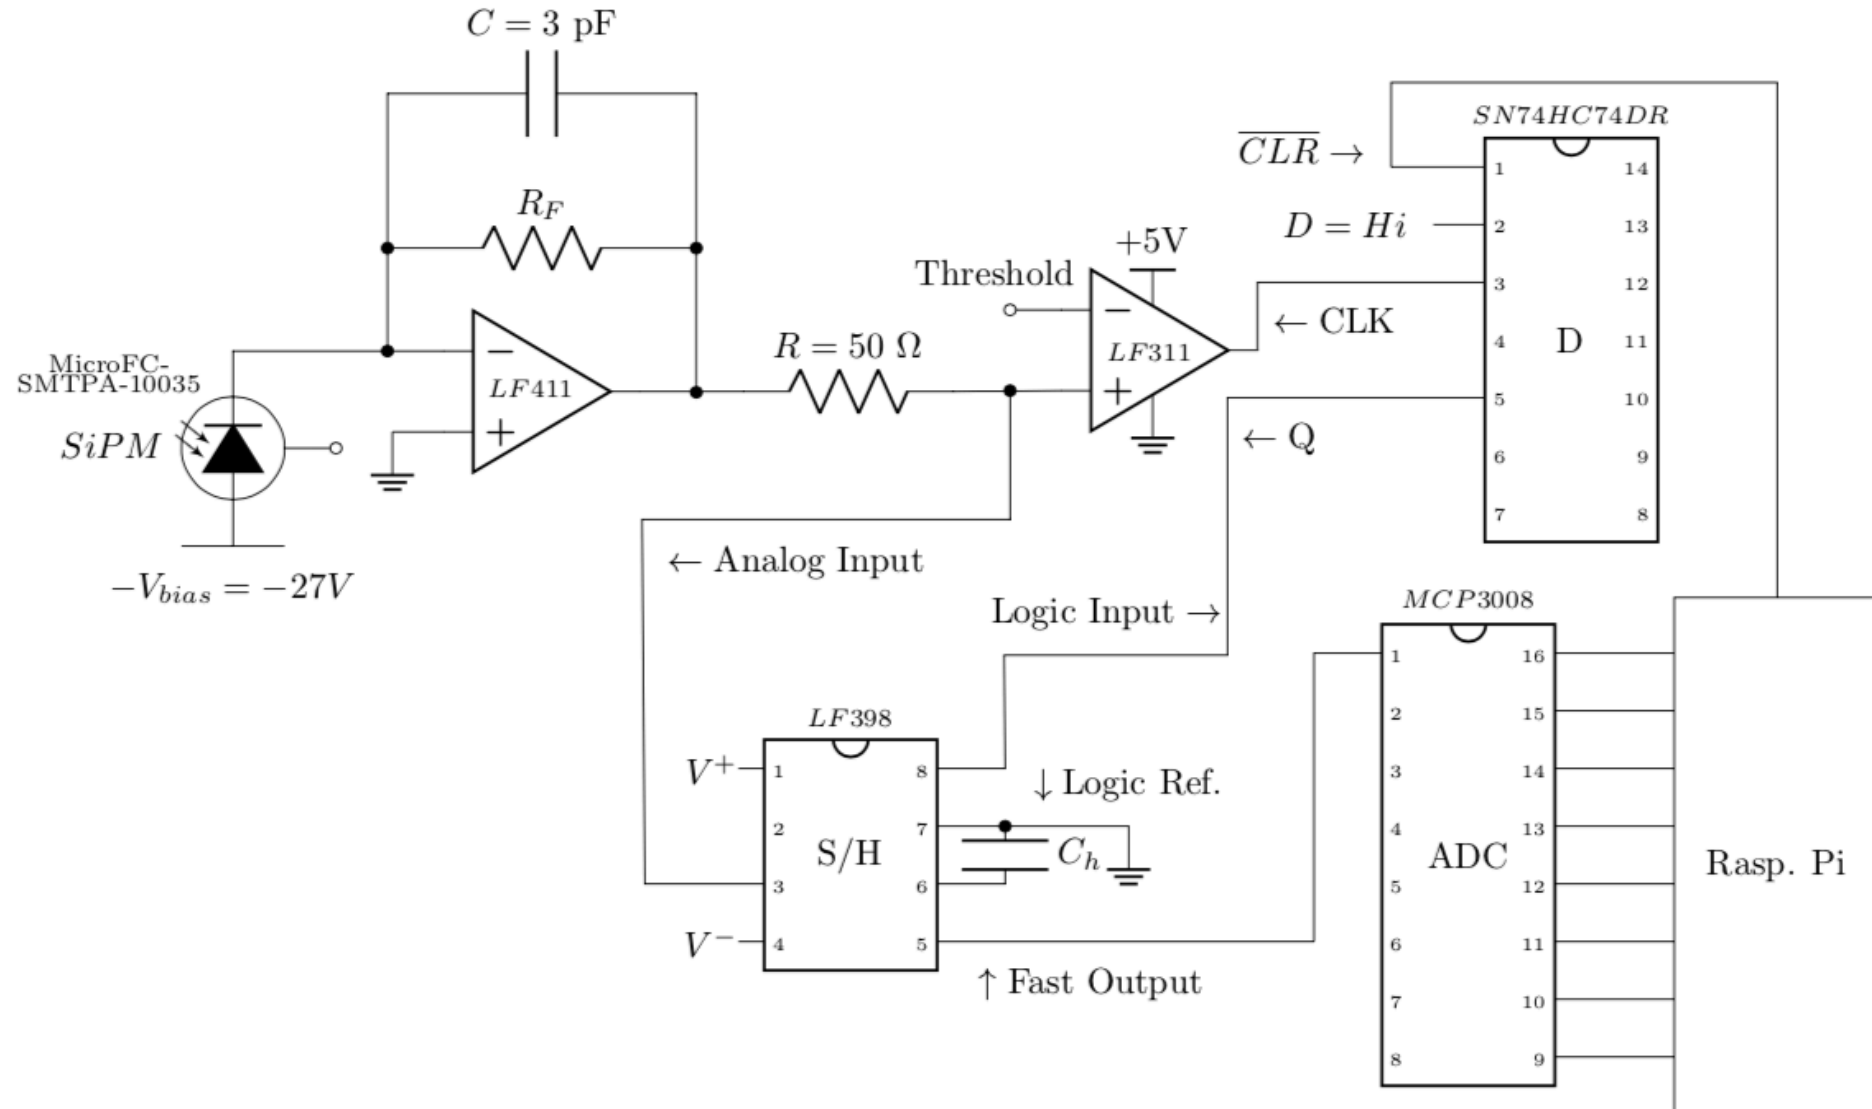 C = 3 pF
R_F
MicroFC-
SMTPA-10035
SiPM
−V_bias = −27V
−
LF411
+
R = 50 Ω
Threshold
+5V
−
LF311
+
← CLK
← Q
← Analog Input
Logic Input →
\overline{CLR} →
D = Hi
SN74HC74DR
1 14
2 13
3 12
4 11
D
5 10
6 9
7 8
LF398
V⁺ 1 8
2 7
S/H
3 6
V⁻ 4 5
↓ Logic Ref.
C_h
↑ Fast Output
MCP3008
1 16
2 15
3 14
4 13
ADC
5 12
6 11
7 10
8 9
Rasp. Pi